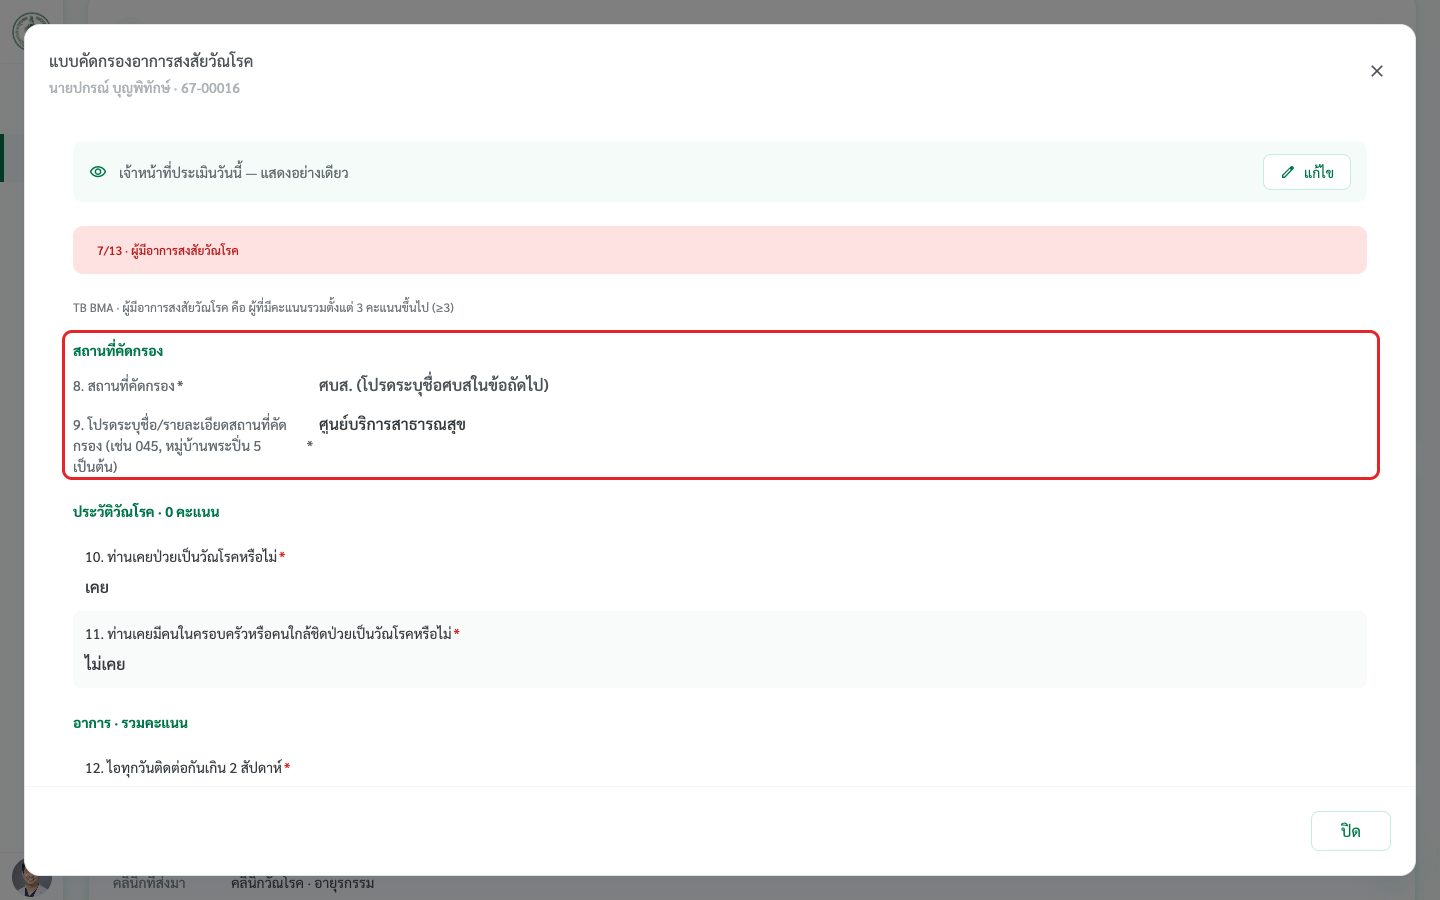 แบบคัดกรองอาการสงสัยวัณโรค
นายปกรณ์ บุญพิทักษ์ · 67-00016
เจ้าหน้าที่ประเมินวันนี้ — แสดงอย่างเดียว
แก้ไข
7/13 · ผู้มีอาการสงสัยวัณโรค
TB BMA · ผู้มีอาการสงสัยวัณโรค คือ ผู้ที่มีคะแนนรวมตั้งแต่ 3 คะแนนขึ้นไป (≥3)
สถานที่คัดกรอง
8. สถานที่คัดกรอง * ศบส. (โปรดระบุชื่อศบสในข้อถัดไป)
9. โปรดระบุชื่อ/รายละเอียดสถานที่คัด ศูนย์บริการสาธารณสุข
กรอง (เช่น 045, หมู่บ้านพระปิ่น 5 *
เป็นต้น)
ประวัติวัณโรค · 0 คะแนน
10. ท่านเคยป่วยเป็นวัณโรคหรือไม่ *
เคย
11. ท่านเคยมีคนในครอบครัวหรือคนใกล้ชิดป่วยเป็นวัณโรคหรือไม่ *
ไม่เคย
อาการ · รวมคะแนน
12. ไอทุกวันติดต่อกันเกิน 2 สัปดาห์ *
ปิด
คลินิกที่ส่งมา คลินิกวัณโรค · อายุรกรรม